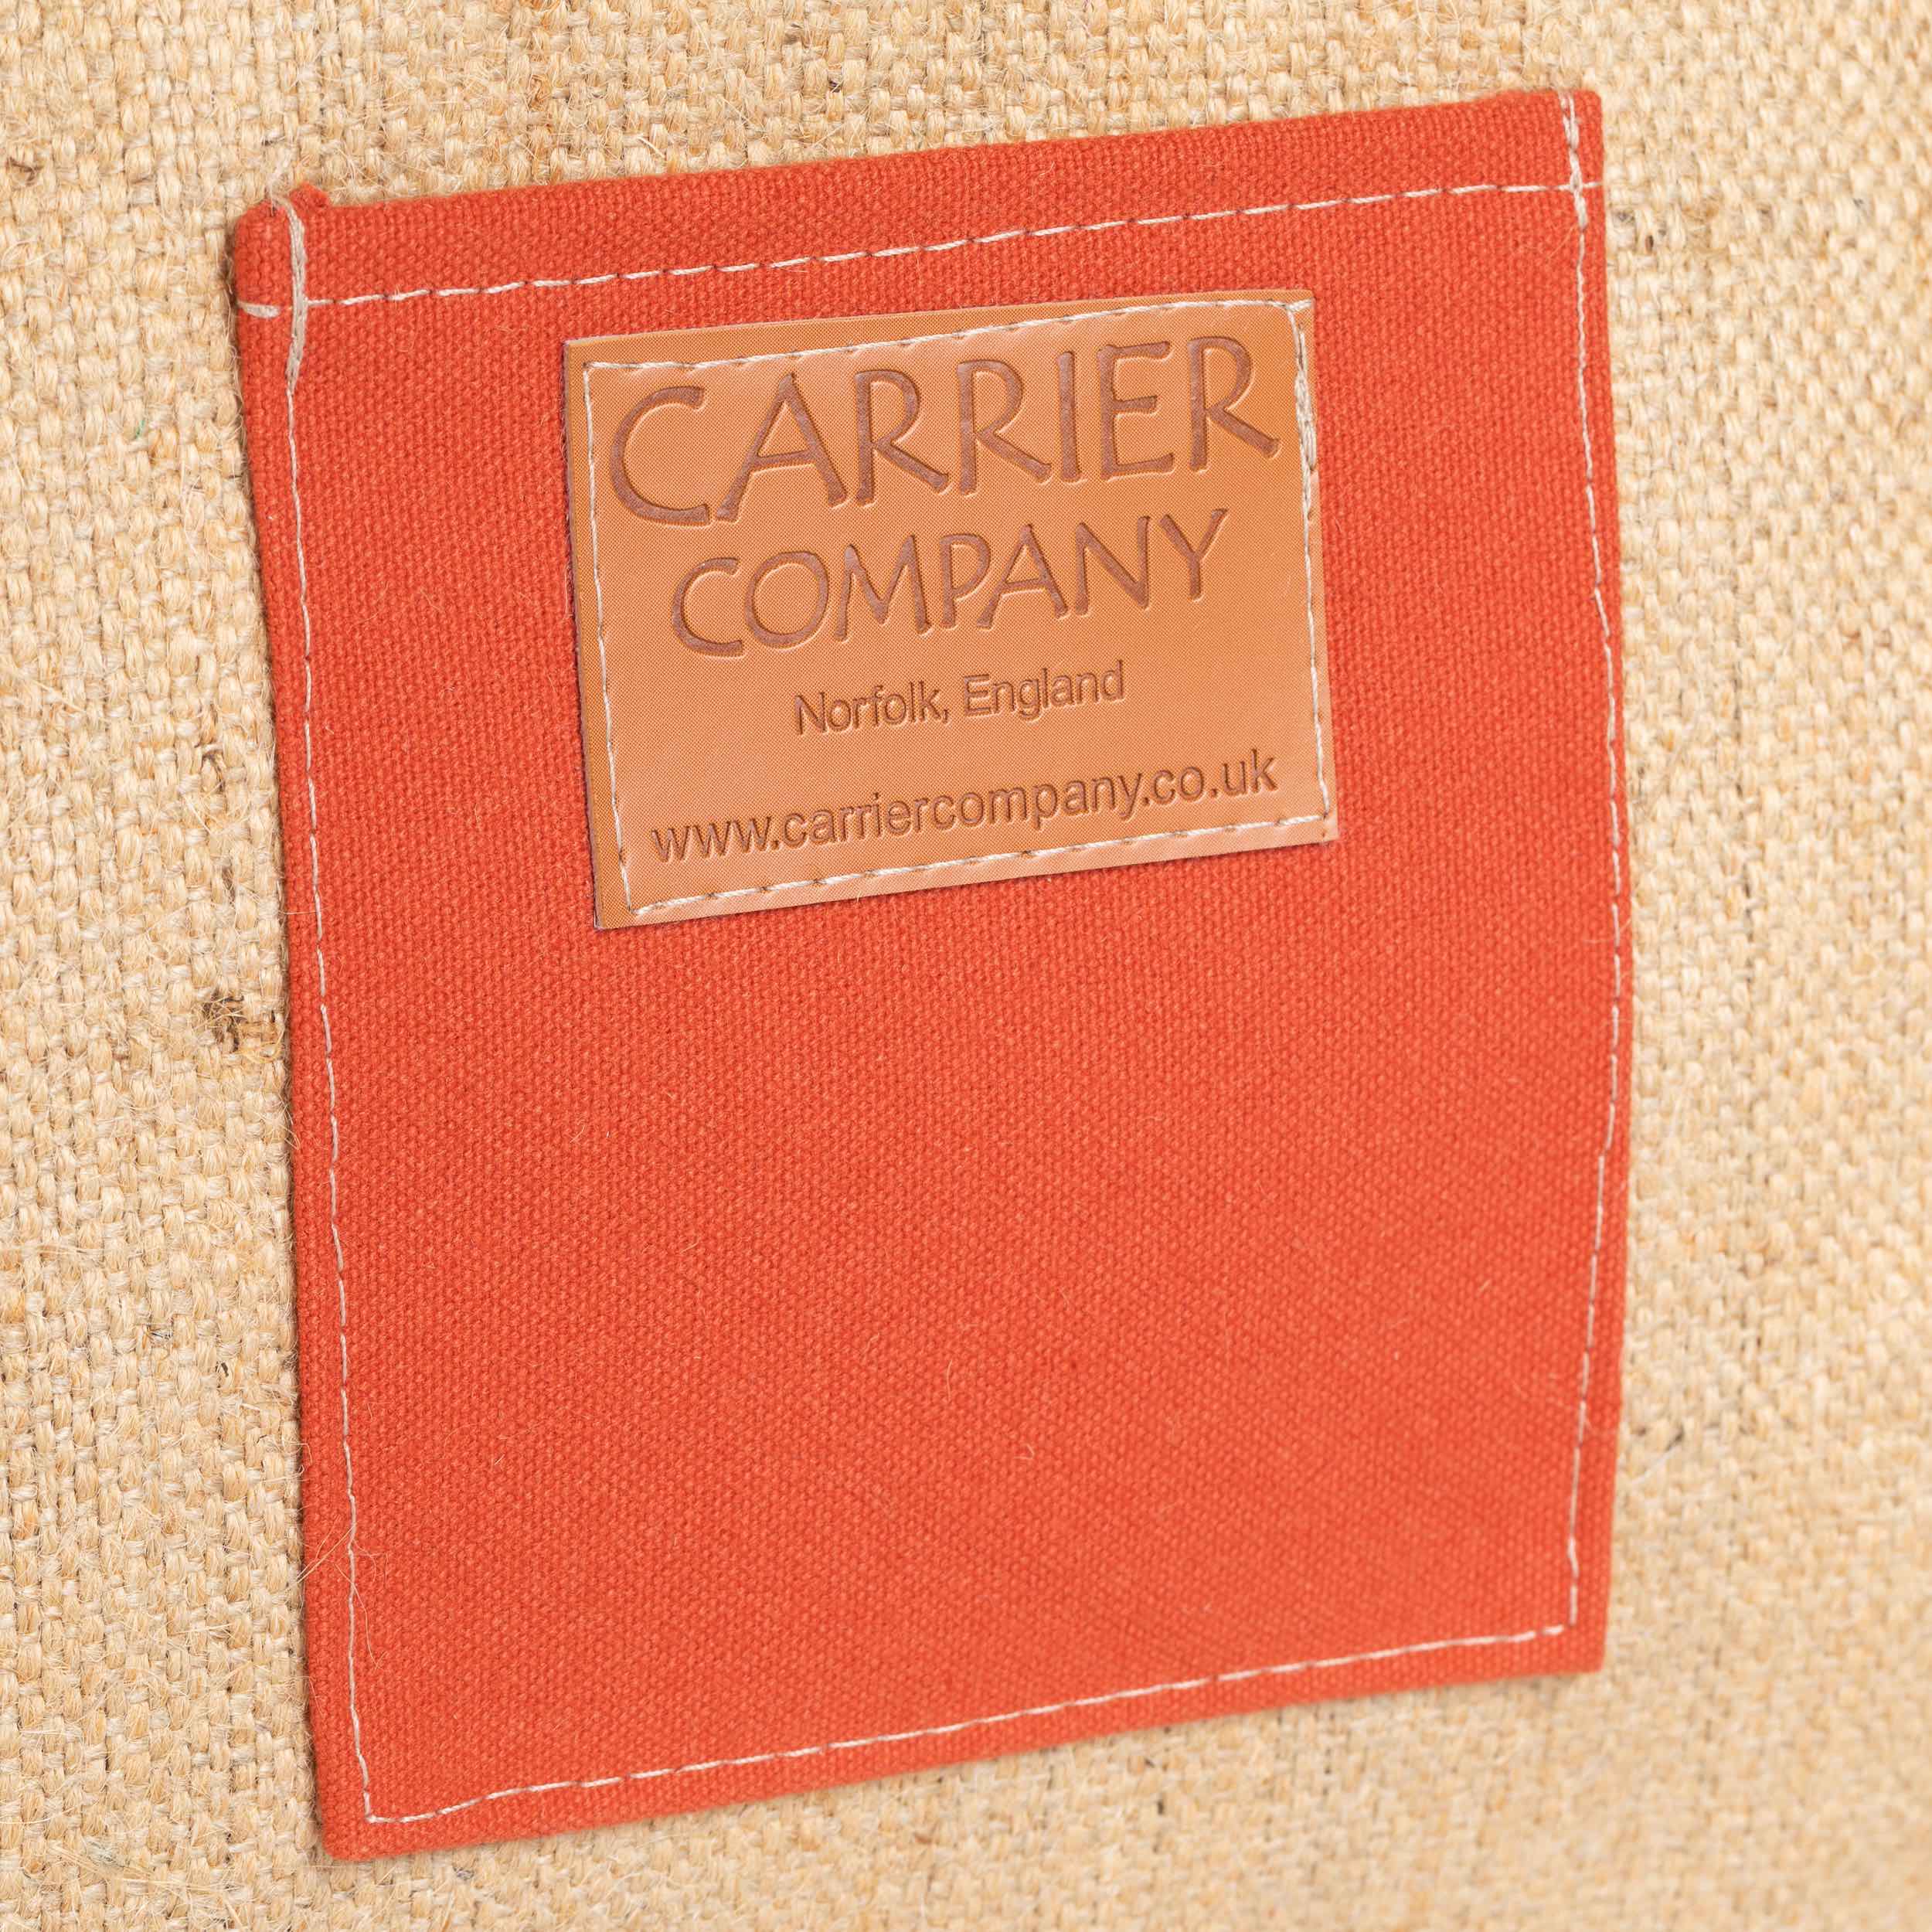 CARRIER
COMPANY
Norfolk, England
www.carriercompany.co.uk